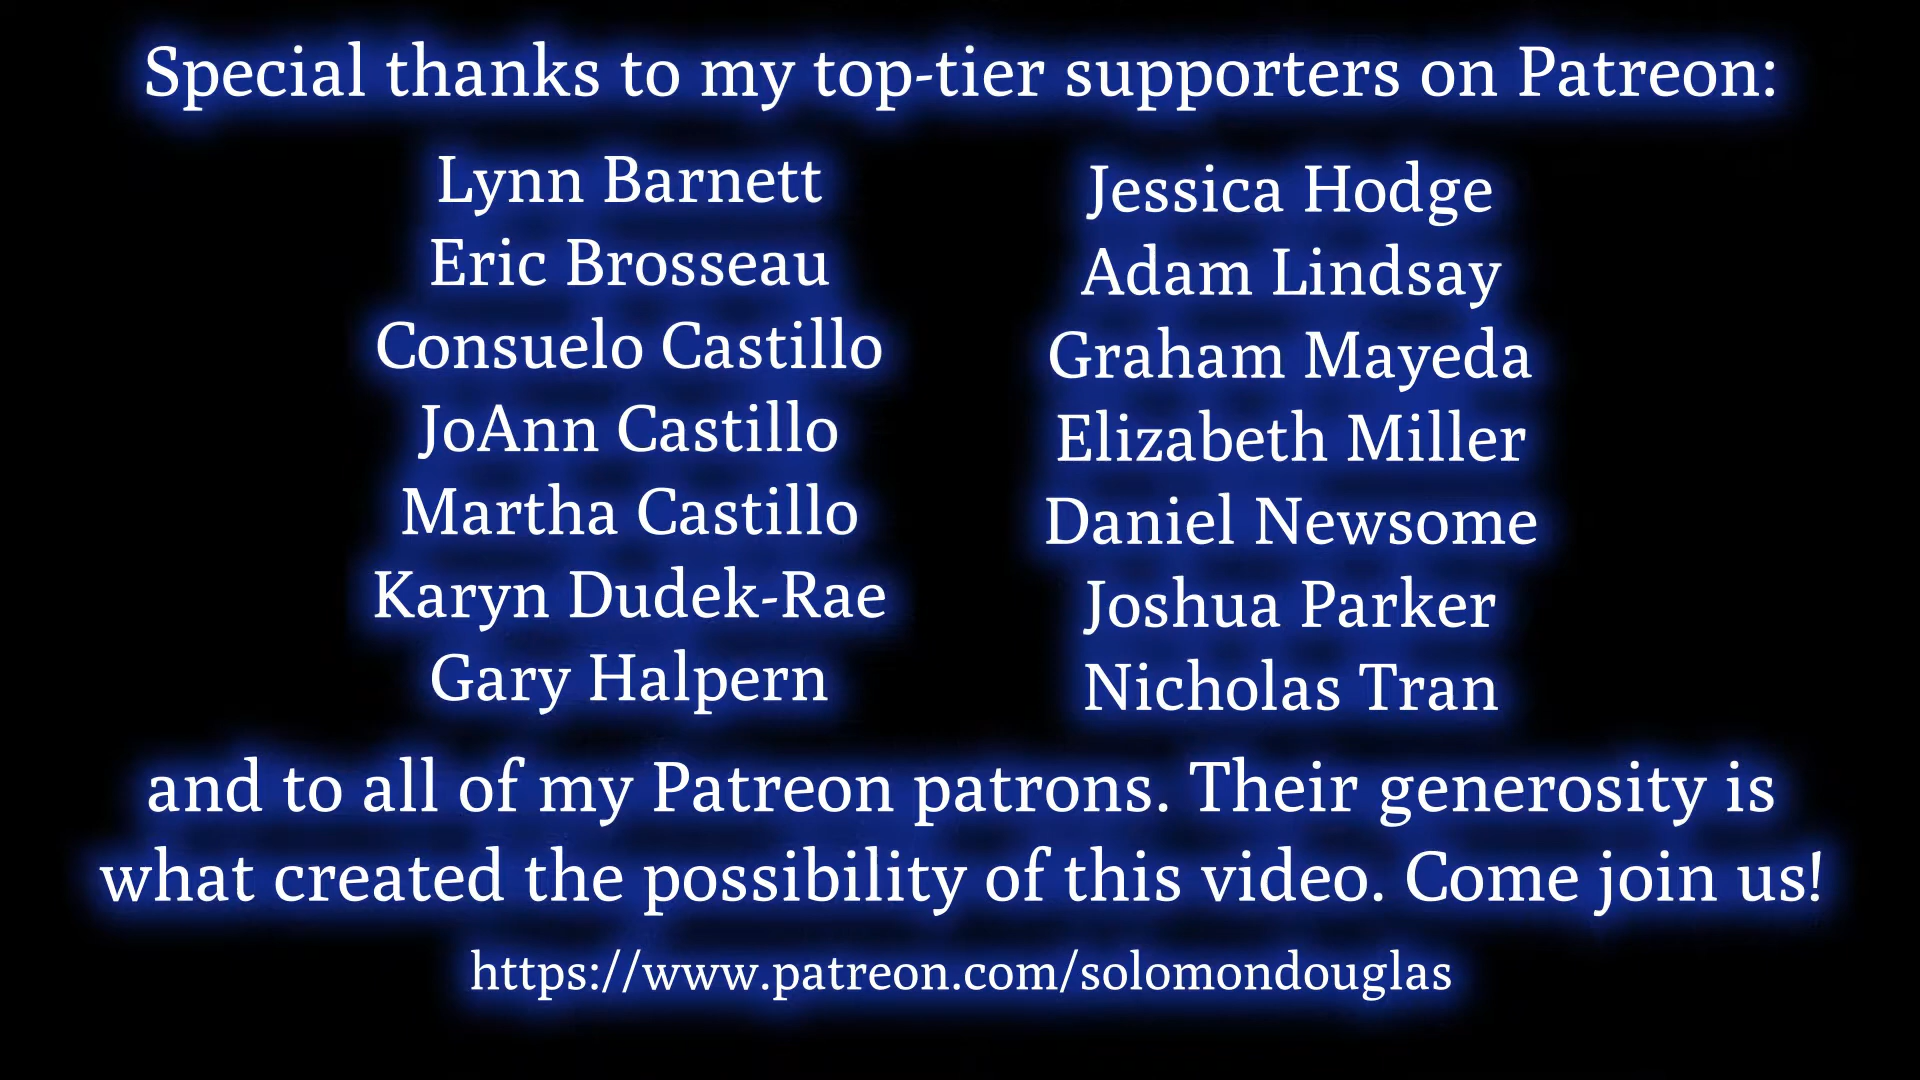 Special thanks to my top-tier supporters on Patreon:
Lynn Barnett
Eric Brosseau
Consuelo Castillo
JoAnn Castillo
Martha Castillo
Karyn Dudek-Rae
Gary Halpern
Jessica Hodge
Adam Lindsay
Graham Mayeda
Elizabeth Miller
Daniel Newsome
Joshua Parker
Nicholas Tran
and to all of my Patreon patrons. Their generosity is
what created the possibility of this video. Come join us!
https://www.patreon.com/solomondouglas